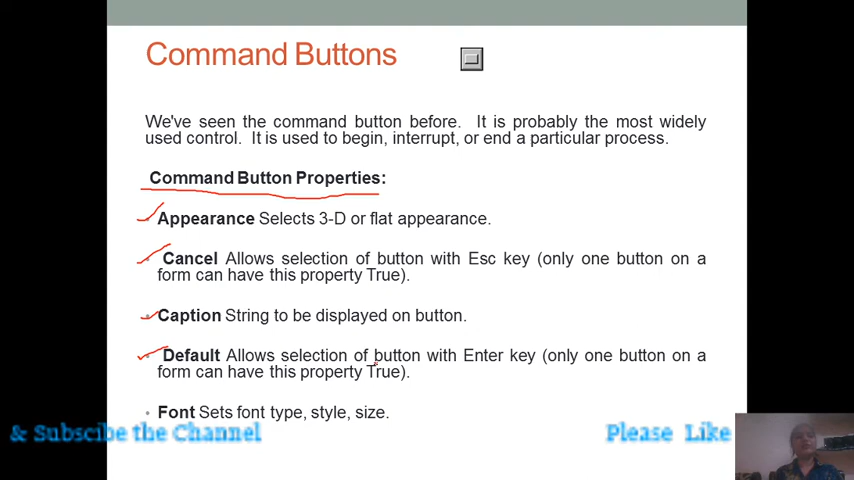 Command Buttons
We've seen the command button before. It is probably the most widely
used control. It is used to begin, interrupt, or end a particular process.
Command Button Properties:
Appearance Selects 3-D or flat appearance.
Cancel Allows selection of button with Esc key (only one button on a
form can have this property True).
Caption String to be displayed on button.
Default Allows selection of button with Enter key (only one button on a
form can have this property True).
• Font Sets font type, style, size.
& Subscibe the Channel
Please Like